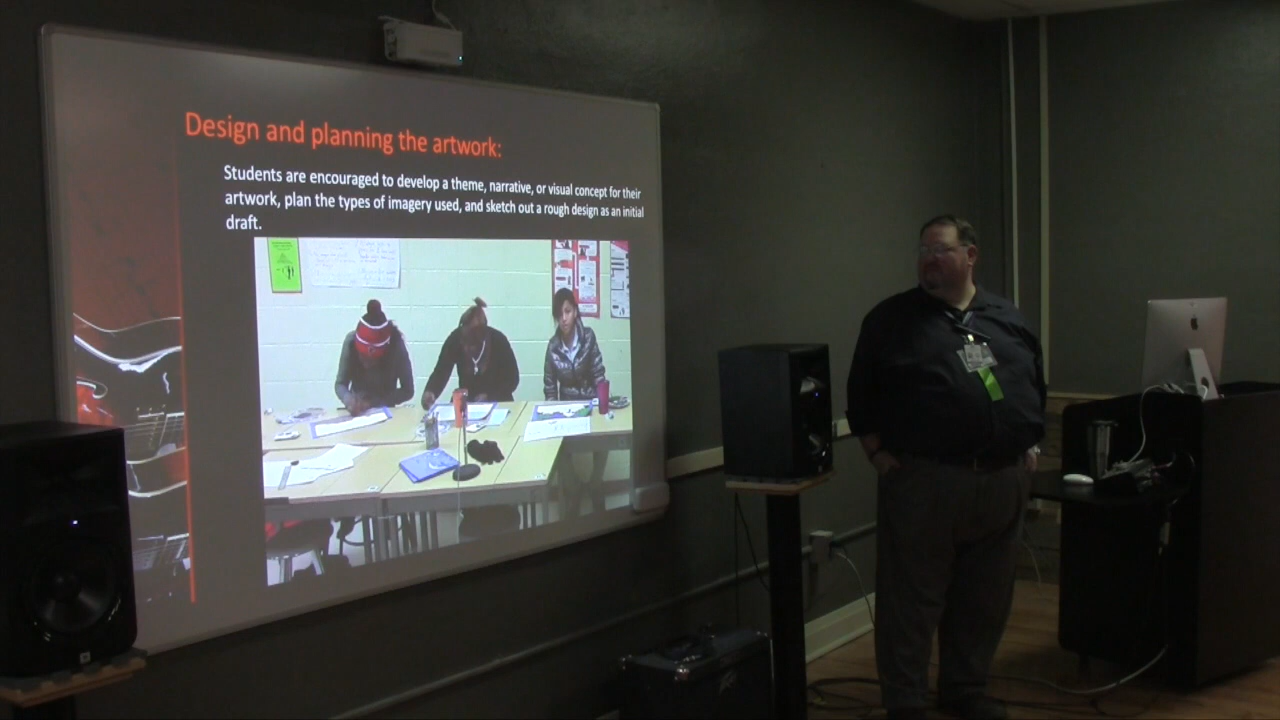 Design and planning the artwork:
Students are encouraged to develop a theme, narrative, or visual concept for their
artwork, plan the types of imagery used, and sketch out a rough design as an initial
draft.